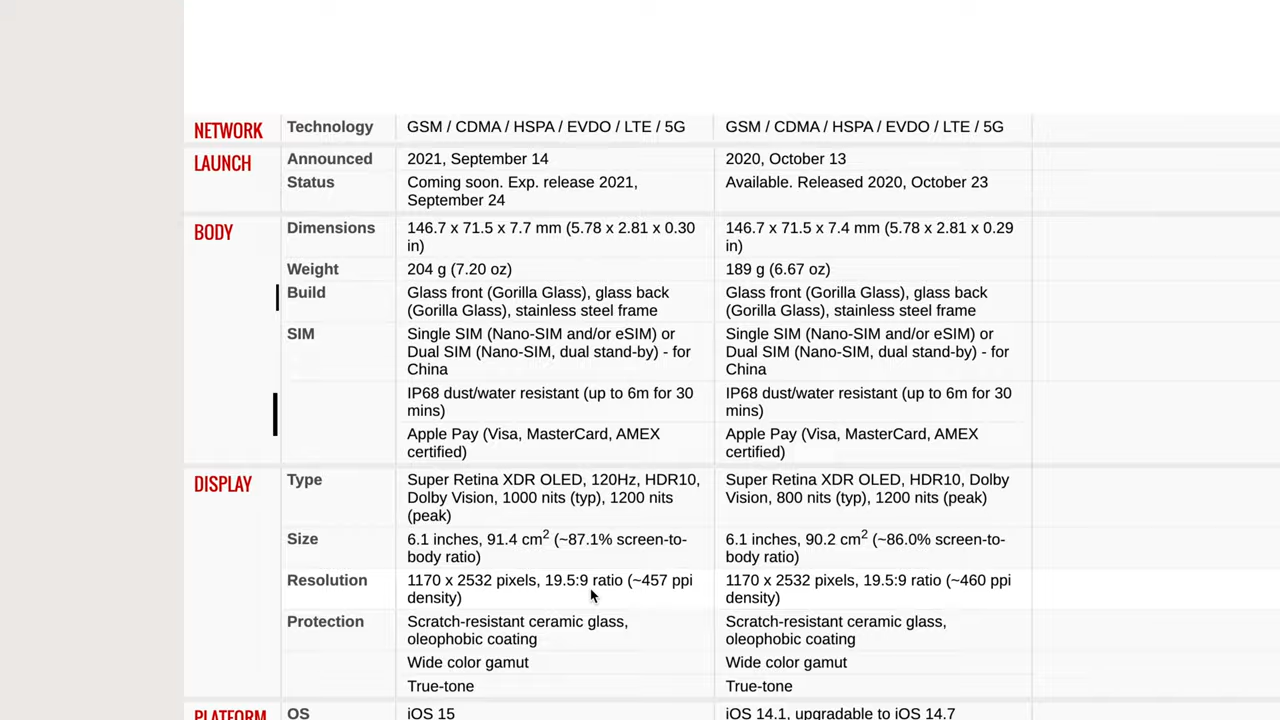 NETWORK Technology GSM / CDMA / HSPA / EVDO / LTE / 5G GSM / CDMA / HSPA / EVDO / LTE / 5G
LAUNCH Announced 2021, September 14 2020, October 13
Status Coming soon. Exp. release 2021, Available. Released 2020, October 23
September 24
BODY Dimensions 146.7 x 71.5 x 7.7 mm (5.78 x 2.81 x 0.30 146.7 x 71.5 x 7.4 mm (5.78 x 2.81 x 0.29
in) in)
Weight 204 g (7.20 oz) 189 g (6.67 oz)
Build Glass front (Gorilla Glass), glass back Glass front (Gorilla Glass), glass back
(Gorilla Glass), stainless steel frame (Gorilla Glass), stainless steel frame
SIM Single SIM (Nano-SIM and/or eSIM) or Single SIM (Nano-SIM and/or eSIM) or
Dual SIM (Nano-SIM, dual stand-by) - for Dual SIM (Nano-SIM, dual stand-by) - for
China China
IP68 dust/water resistant (up to 6m for 30 IP68 dust/water resistant (up to 6m for 30
mins) mins)
Apple Pay (Visa, MasterCard, AMEX Apple Pay (Visa, MasterCard, AMEX
certified) certified)
DISPLAY Type Super Retina XDR OLED, 120Hz, HDR10, Super Retina XDR OLED, HDR10, Dolby
Dolby Vision, 1000 nits (typ), 1200 nits Vision, 800 nits (typ), 1200 nits (peak)
(peak)
Size 6.1 inches, 91.4 cm2 (~87.1% screen-to- 6.1 inches, 90.2 cm2 (~86.0% screen-to-
body ratio) body ratio)
Resolution 1170 x 2532 pixels, 19.5:9 ratio (~457 ppi 1170 x 2532 pixels, 19.5:9 ratio (~460 ppi
density) density)
Protection Scratch-resistant ceramic glass, Scratch-resistant ceramic glass,
oleophobic coating oleophobic coating
Wide color gamut Wide color gamut
True-tone True-tone
PLATFORM OS iOS 15 iOS 14.1, upgradable to iOS 14.7